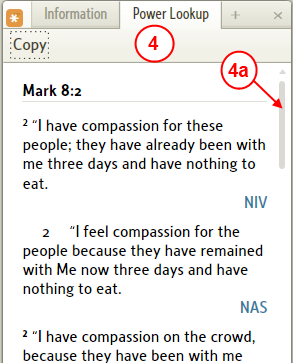 Information Power Lookup + ×
Copy
4
4a
Mark 8:2
2 “I have compassion for these
people; they have already been with
me three days and have nothing to
eat.
NIV
2 “I feel compassion for the
people because they have remained
with Me now three days and have
nothing to eat.
NAS
2 “I have compassion on the crowd,
because they have been with me